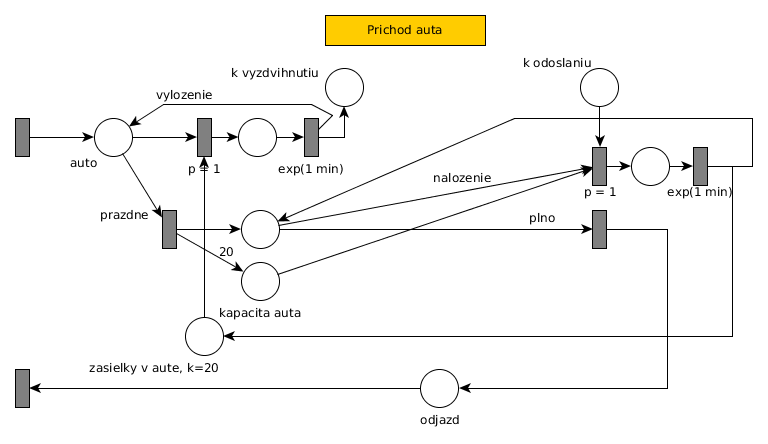 Prichod auta
k odoslaniu
k vyzdvihnutiu
vylozenie
auto
p = 1
exp(1 min)
nalozenie
p = 1
exp(1 min)
prazdne
plno
20
kapacita auta
zasielky v aute, k=20
odjazd